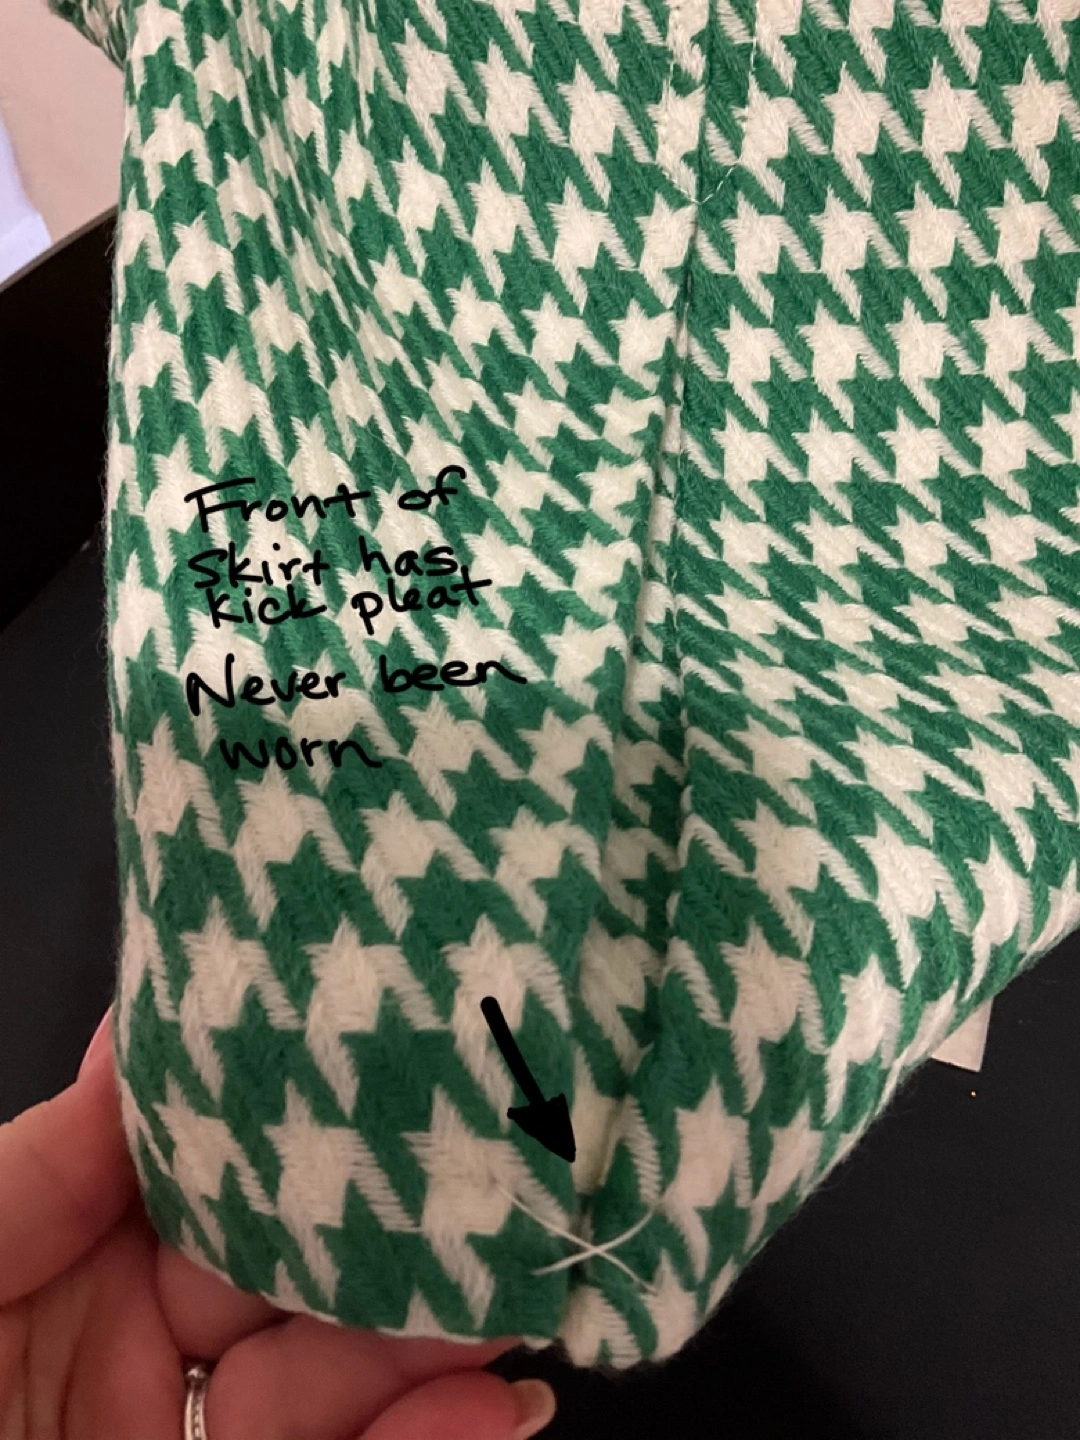 Front of
skirt has
kick pleat
Never been
worn